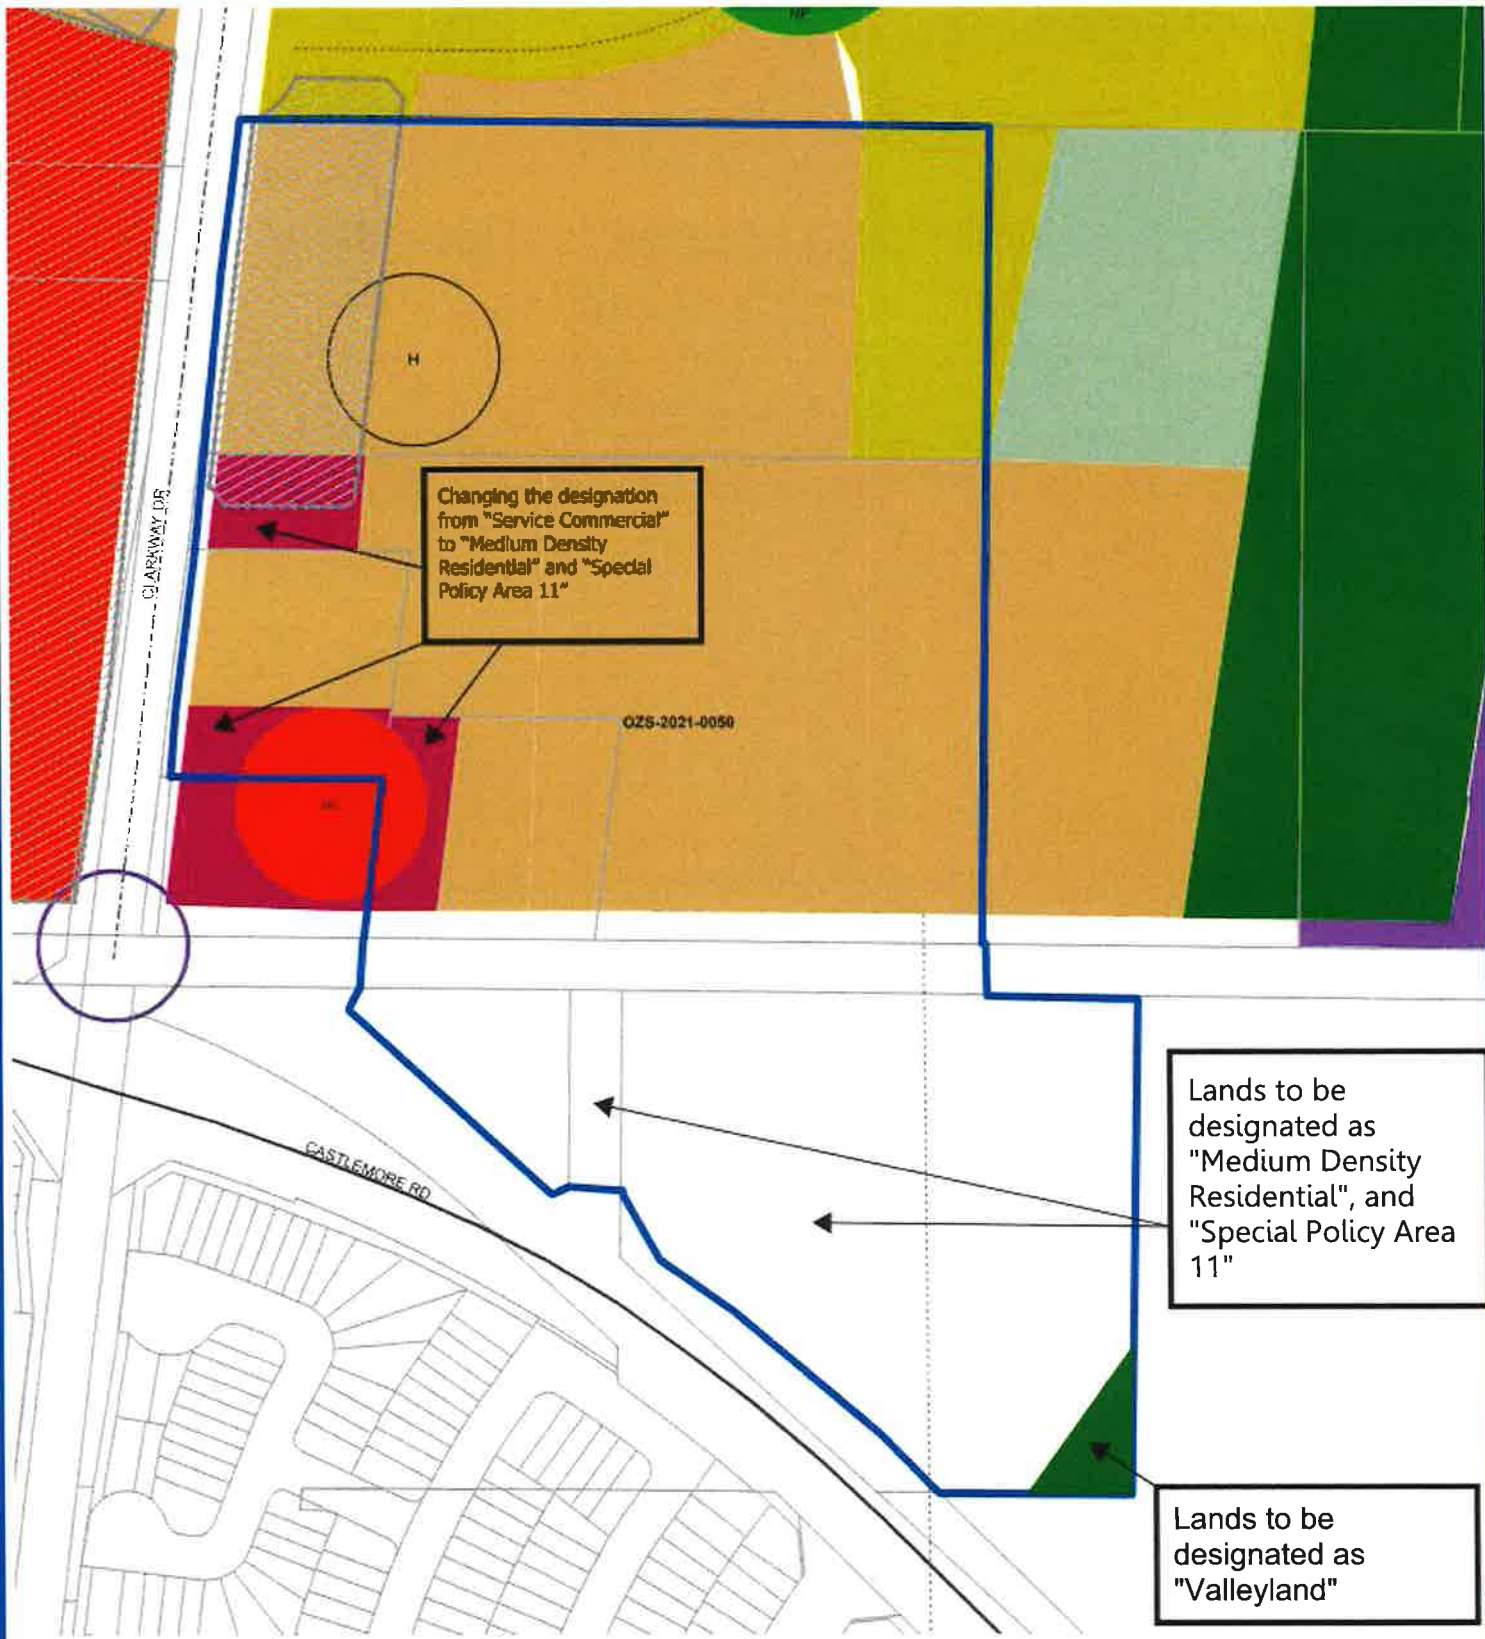 NP
H
CLARKWAY DR
Changing the designation
from "Service Commercial"
to "Medium Density
Residential" and "Special
Policy Area 11"
OZS-2021-0050
CASTLEMORE RD
Lands to be
designated as
"Medium Density
Residential", and
"Special Policy Area
11"
Lands to be
designated as
"Valleyland"